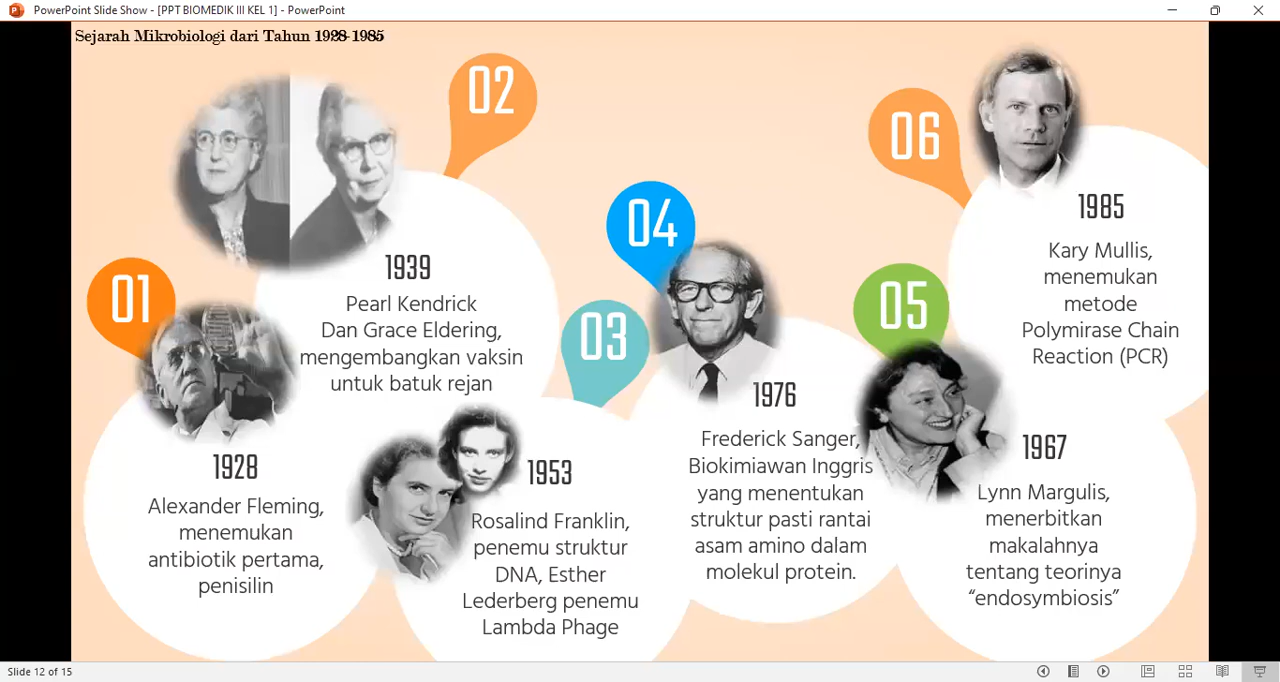 PowerPoint Slide Show - [PPT BIOMEDIK III KEL 1] - PowerPoint
Sejarah Mikrobiologi dari Tahun 1928-1985
01
1928
Alexander Fleming,
menemukan
antibiotik pertama,
penisilin
02
1939
Pearl Kendrick
Dan Grace Eldering,
mengembangkan vaksin
untuk batuk rejan
03
1953
Rosalind Franklin,
penemu struktur
DNA, Esther
Lederberg penemu
Lambda Phage
04
1976
Frederick Sanger,
Biokimiawan Inggris
yang menentukan
struktur pasti rantai
asam amino dalam
molekul protein.
05
1967
Lynn Margulis,
menerbitkan
makalahnya
tentang teorinya
“endosymbiosis”
06
1985
Kary Mullis,
menemukan
metode
Polymirase Chain
Reaction (PCR)
Slide 12 of 15